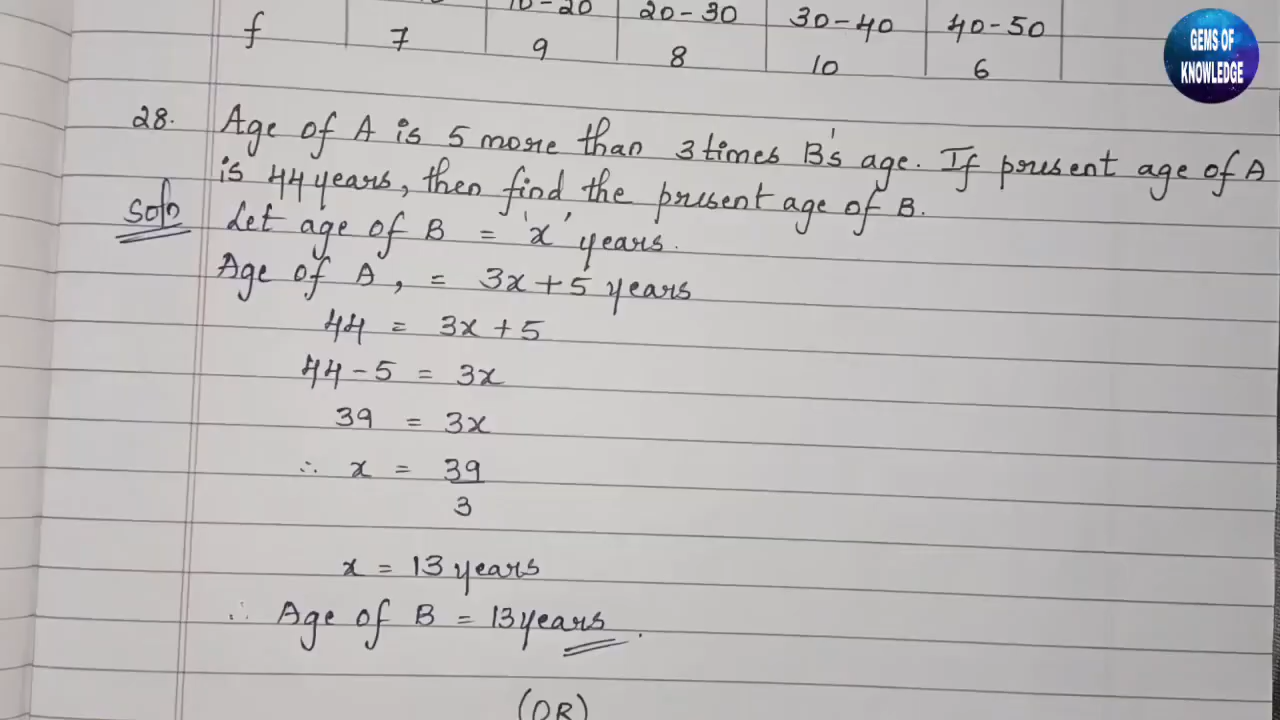 10-20 20-30 30-40 40-50
f 7 9 8 10 6
GEMS OF
KNOWLEDGE
28. Age of A is 5 more than 3 times B's age. If present age of A
is 44 years, then find the present age of B.
Soln Let age of B = 'x' years.
Age of A, = 3x + 5 years
44 = 3x + 5
44 - 5 = 3x
39 = 3x
∴ x = 39
3
x = 13 years
∴ Age of B = 13 years.
(OR)